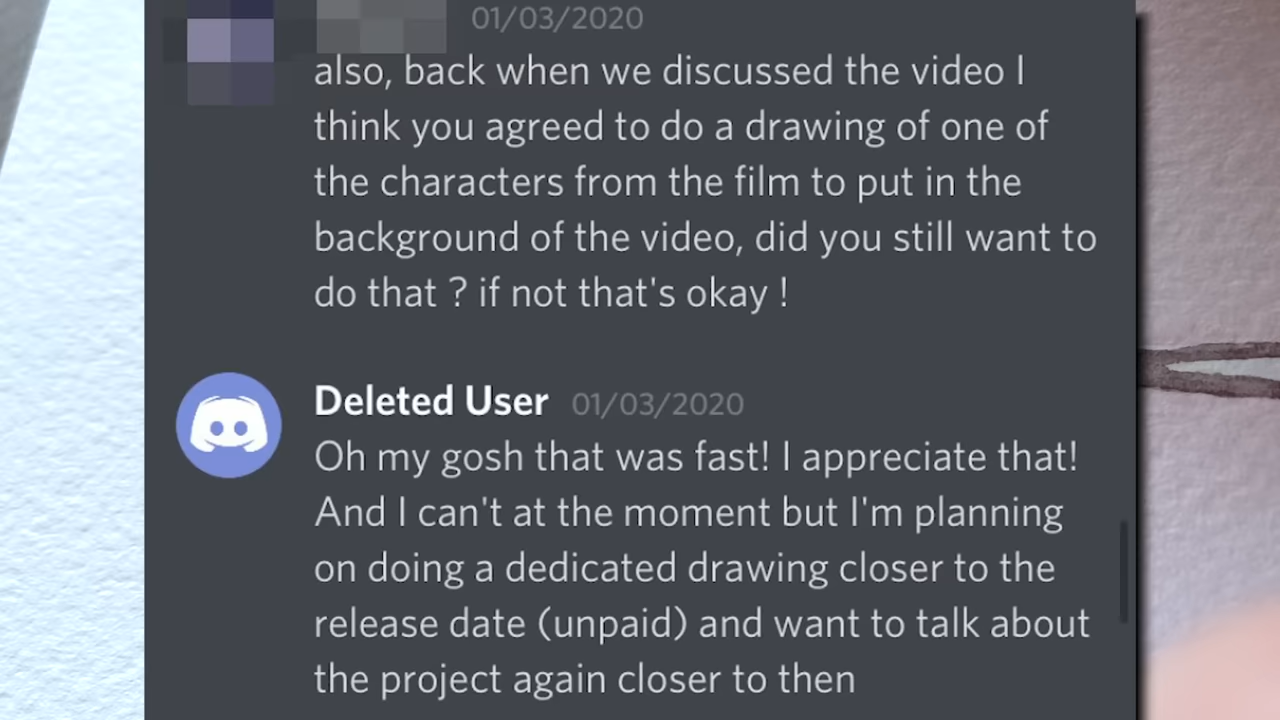 01/03/2020
also, back when we discussed the video I
think you agreed to do a drawing of one of
the characters from the film to put in the
background of the video, did you still want to
do that ? if not that's okay !
Deleted User 01/03/2020
Oh my gosh that was fast! I appreciate that!
And I can't at the moment but I'm planning
on doing a dedicated drawing closer to the
release date (unpaid) and want to talk about
the project again closer to then